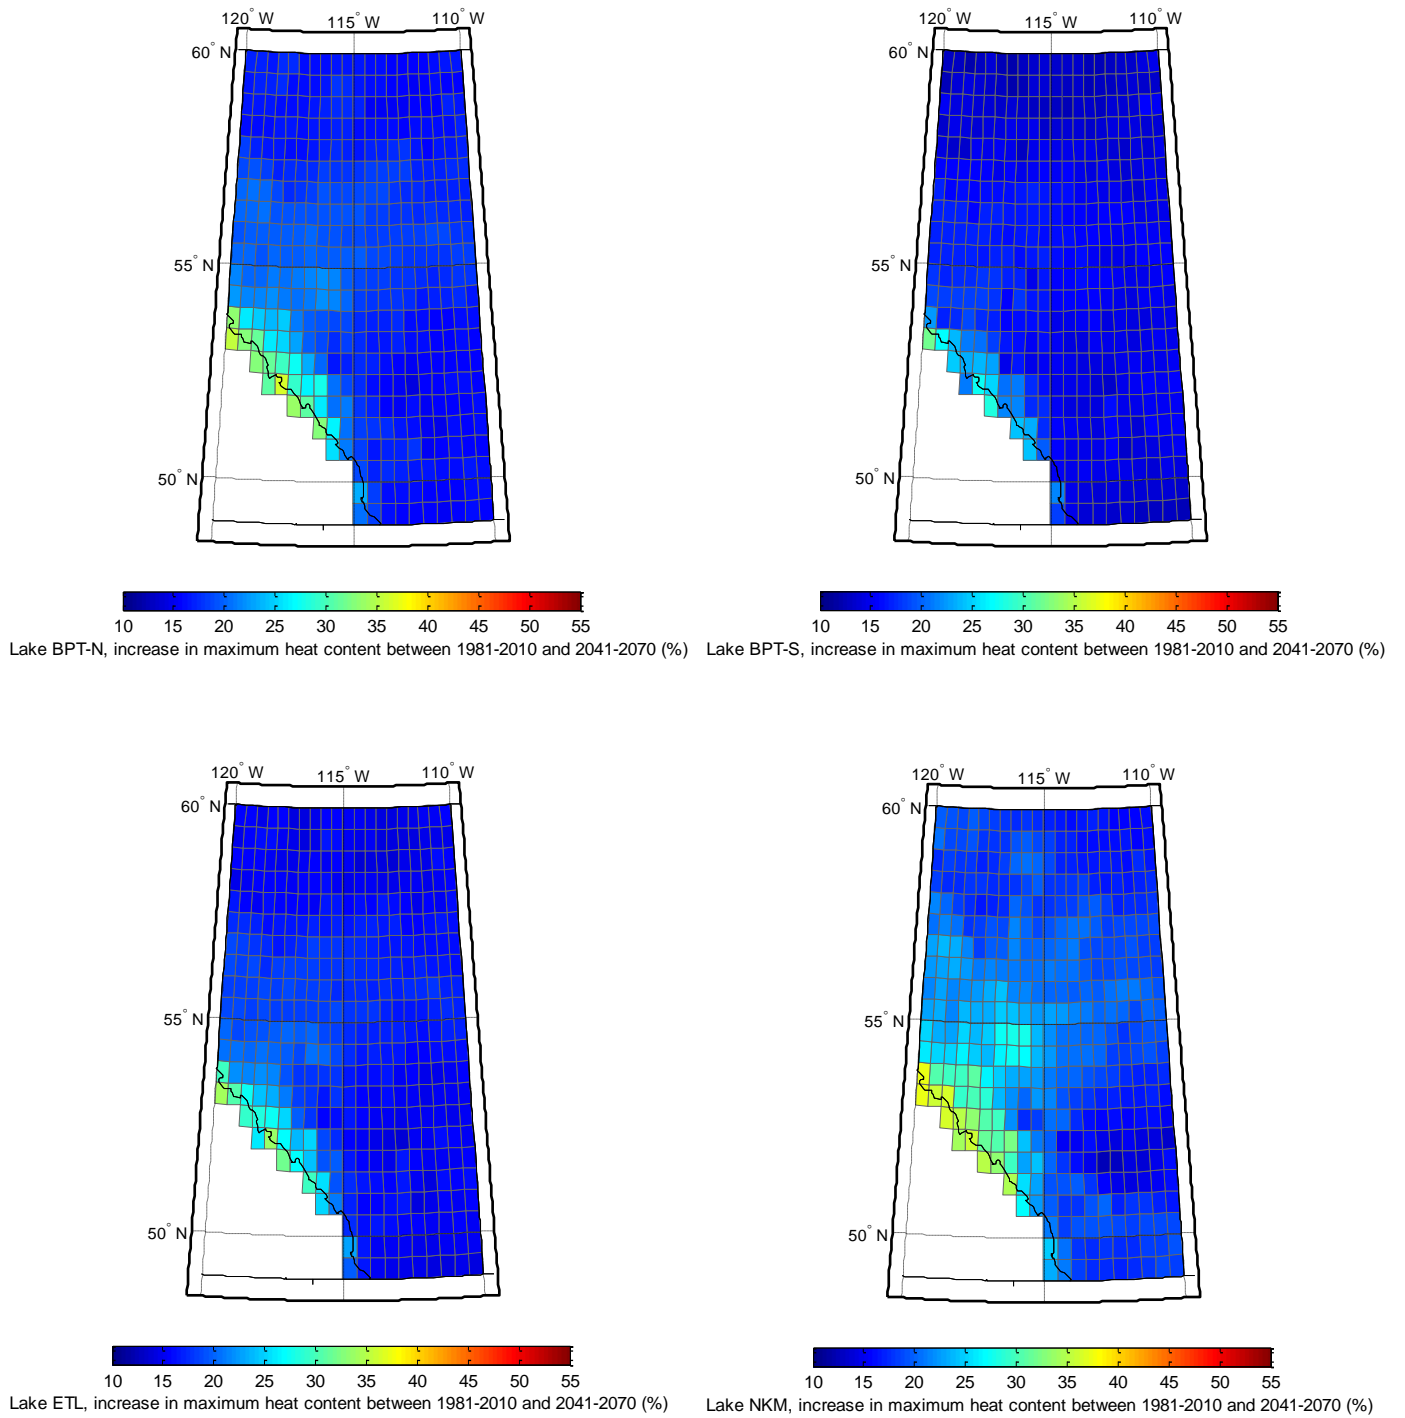 120° W 115° W 110° W
60° N
55° N
50° N
10 15 20 25 30 35 40 45 50 55
Lake BPT-N, increase in maximum heat content between 1981-2010 and 2041-2070 (%)
120° W 115° W 110° W
60° N
55° N
50° N
10 15 20 25 30 35 40 45 50 55
Lake BPT-S, increase in maximum heat content between 1981-2010 and 2041-2070 (%)
120° W 115° W 110° W
60° N
55° N
50° N
10 15 20 25 30 35 40 45 50 55
Lake ETL, increase in maximum heat content between 1981-2010 and 2041-2070 (%)
120° W 115° W 110° W
60° N
55° N
50° N
10 15 20 25 30 35 40 45 50 55
Lake NKM, increase in maximum heat content between 1981-2010 and 2041-2070 (%)